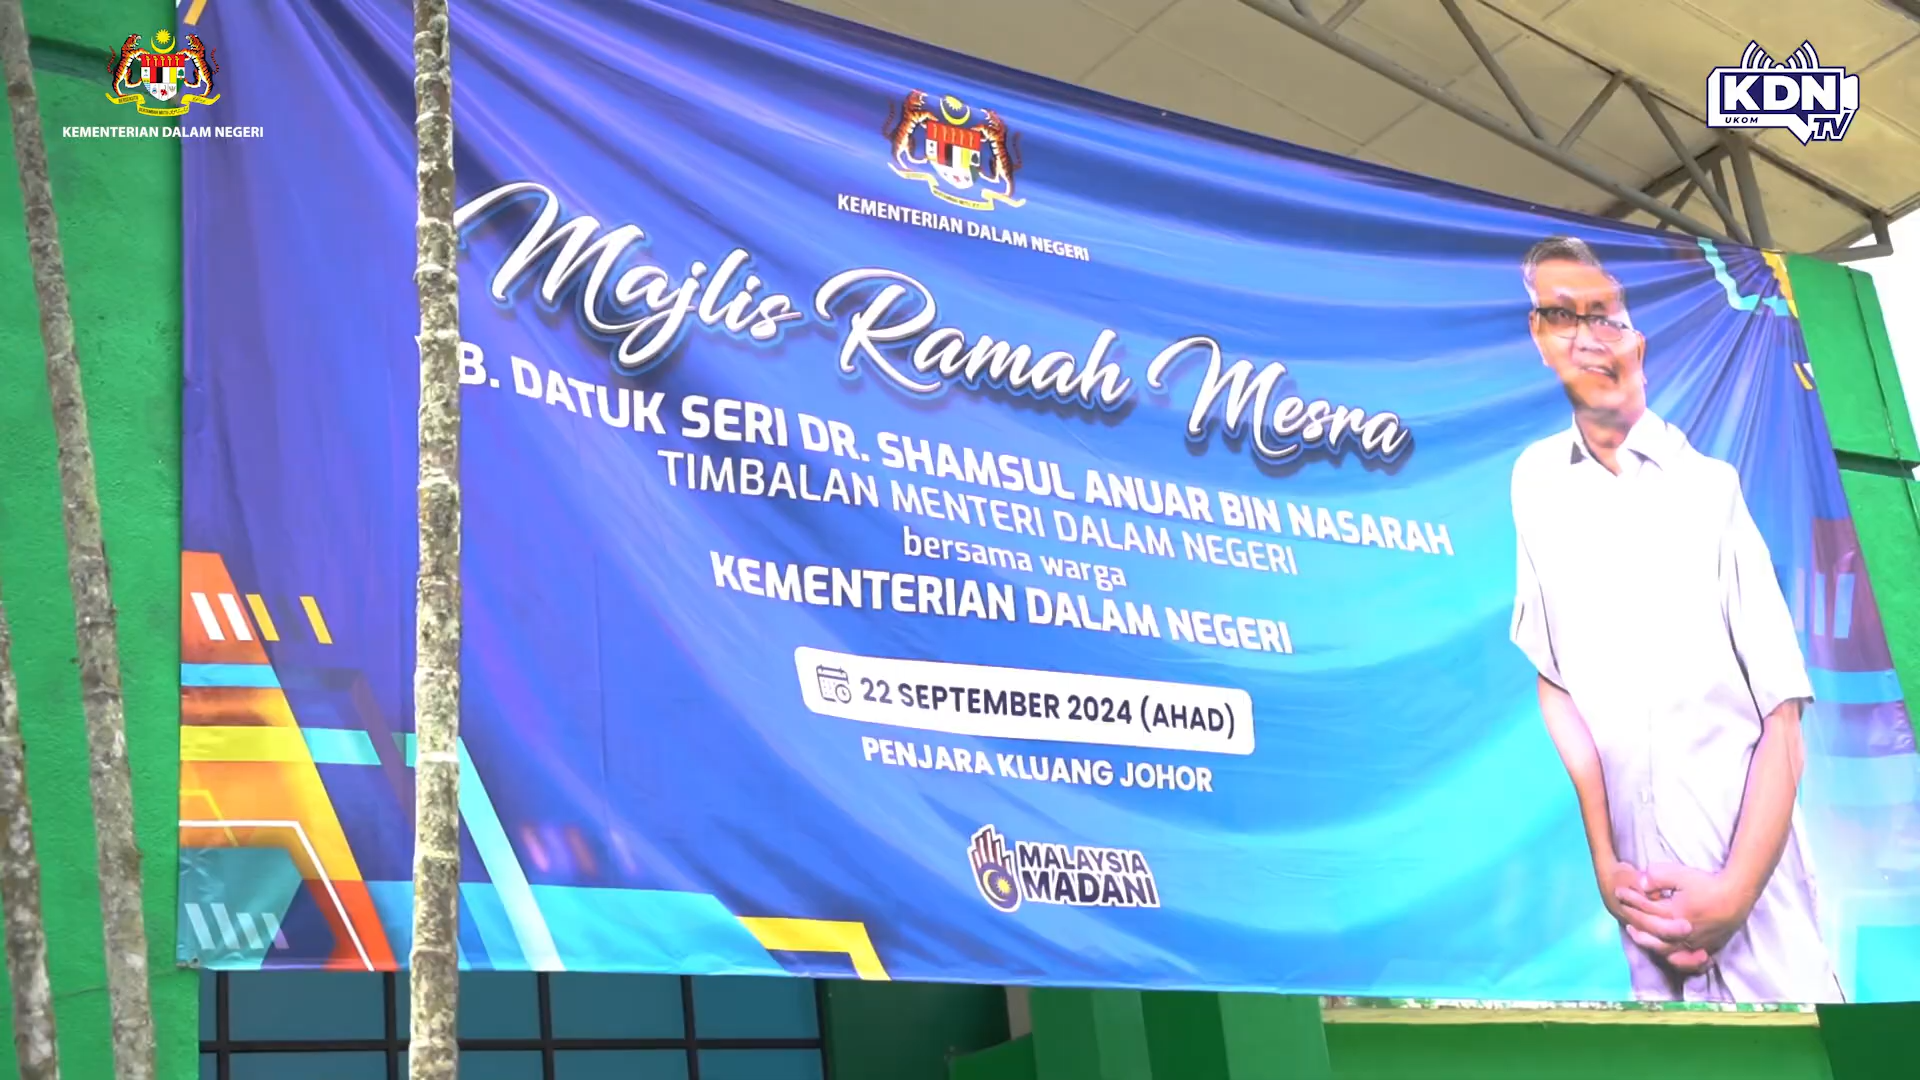 KEMENTERIAN DALAM NEGERI
KDN
UKOM
TV
KEMENTERIAN DALAM NEGERI
Majlis Ramah Mesra
B. DATUK SERI DR. SHAMSUL ANUAR BIN NASARAH
TIMBALAN MENTERI DALAM NEGERI
bersama warga
KEMENTERIAN DALAM NEGERI
22 SEPTEMBER 2024 (AHAD)
PENJARA KLUANG JOHOR
MALAYSIA
MADANI